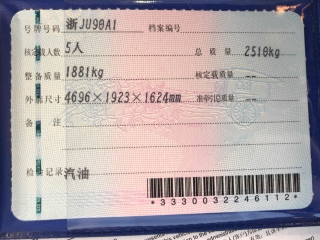 号牌号码 浙JU90A1 档案编号
核定载人数 5人 总质量 2510kg
整备质量 1881kg 核定载质量 --
外廓尺寸 4696×1923×1624mm 准牵引总质量 --
备注
检验记录 汽油
*3330032246112*